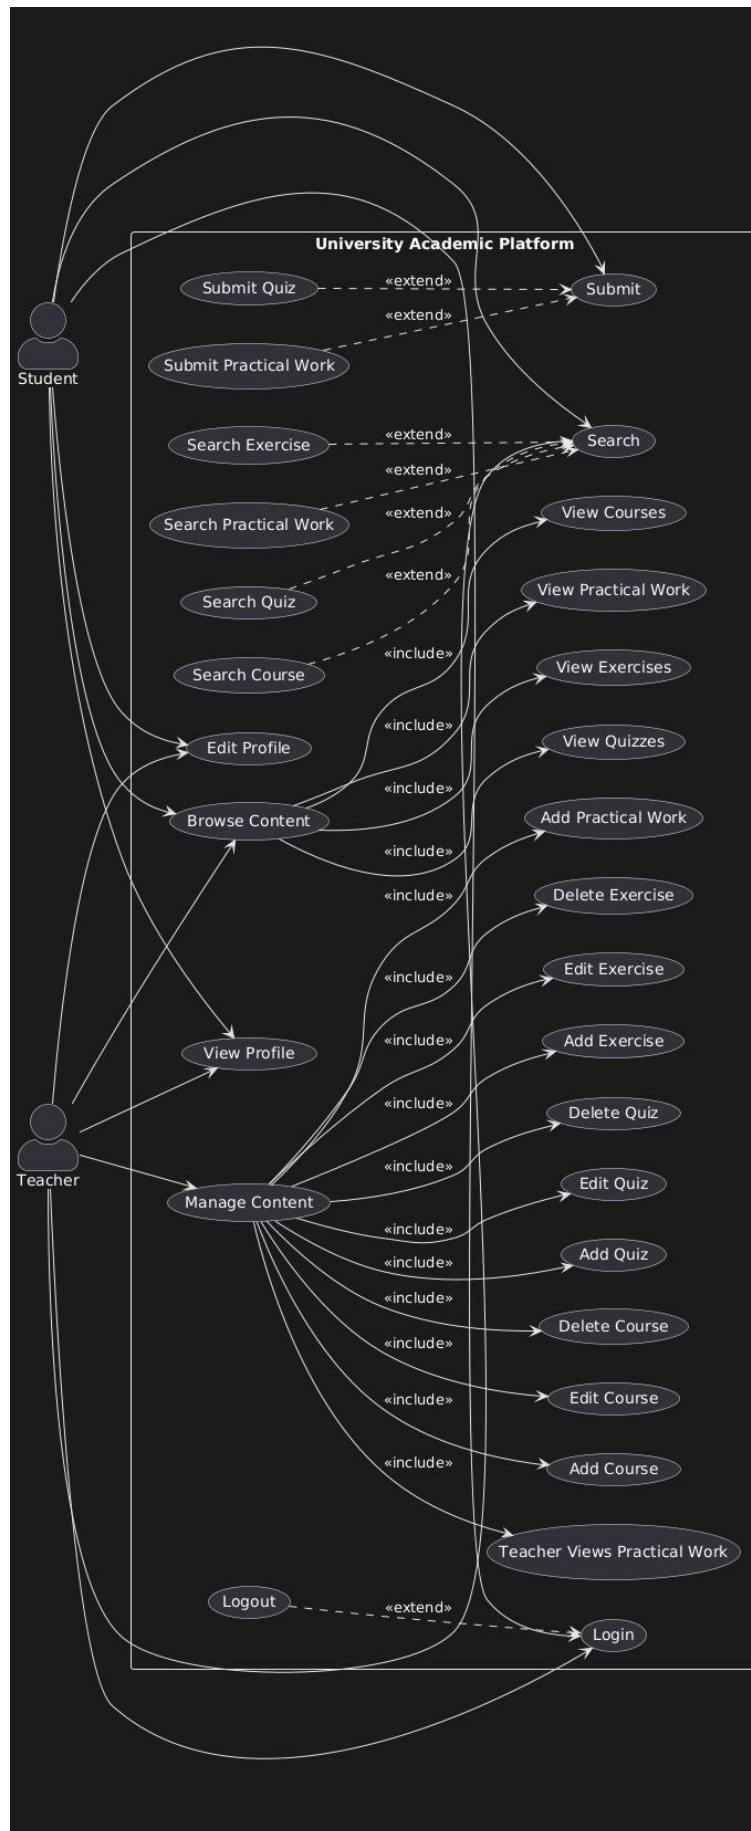 University Academic Platform
Submit Quiz
«extend»
Submit
«extend»
Submit Practical Work
Student
«extend»
Search Exercise
Search
«extend»
Search Practical Work
«extend»
View Courses
«extend»
Search Quiz
View Practical Work
«include»
Search Course
View Exercises
«include»
Edit Profile
View Quizzes
«include»
Browse Content
Add Practical Work
«include»
«include»
Delete Exercise
«include»
Edit Exercise
«include»
View Profile
Add Exercise
«include»
Delete Quiz
Teacher
«include»
Manage Content
Edit Quiz
«include»
Add Quiz
«include»
«include»
Delete Course
«include»
Edit Course
«include»
Add Course
«include»
Teacher Views Practical Work
Logout
«extend»
Login